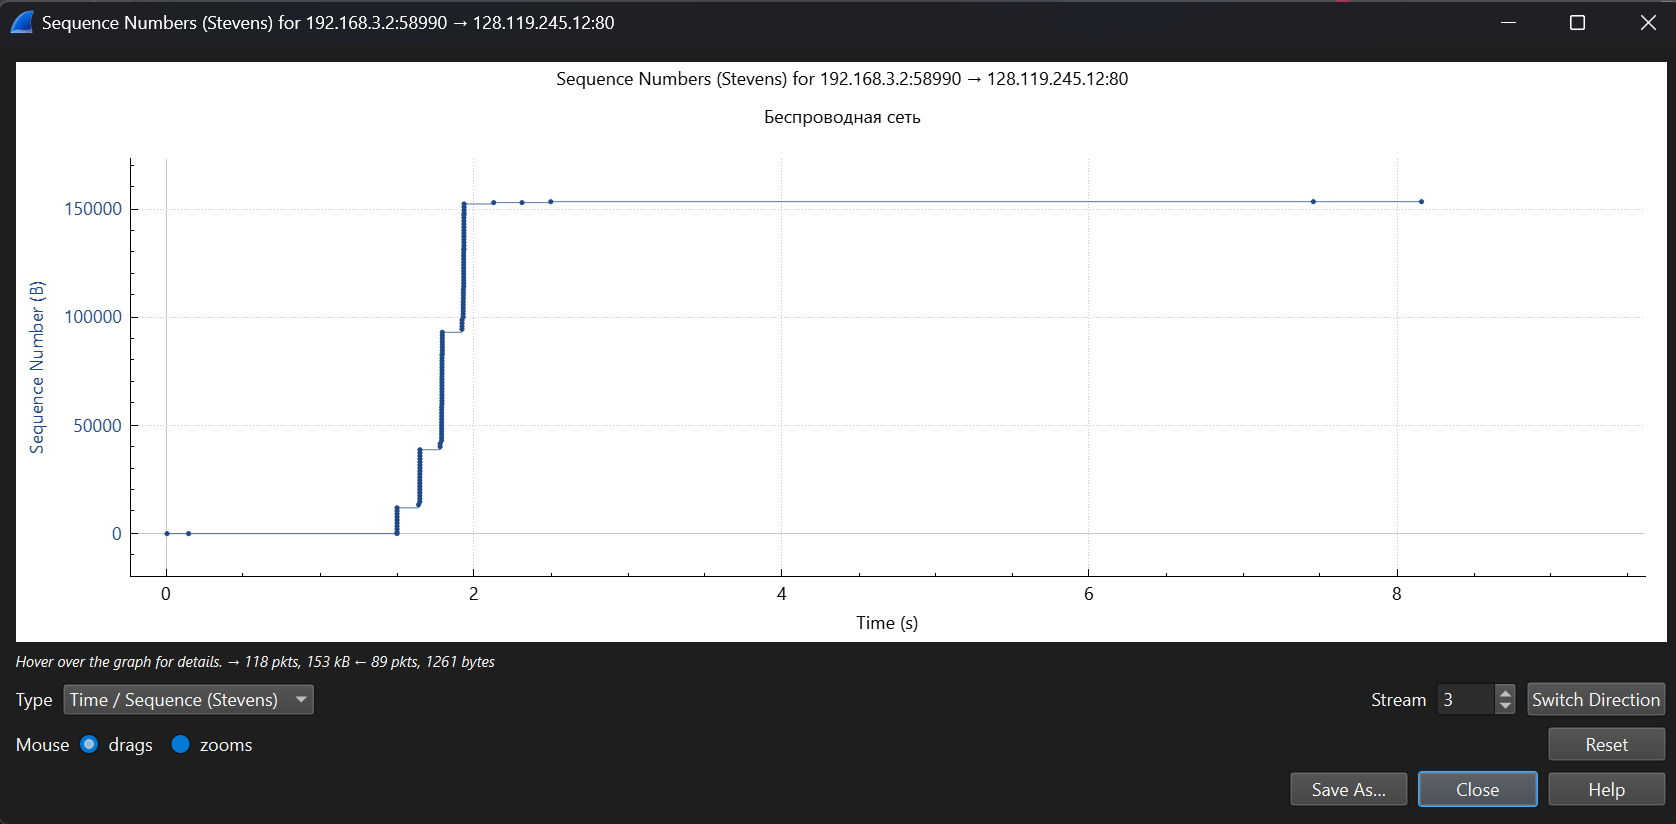 Sequence Numbers (Stevens) for 192.168.3.2:58990 → 128.119.245.12:80
Sequence Numbers (Stevens) for 192.168.3.2:58990 → 128.119.245.12:80
Беспроводная сеть
Sequence Number (B)
150000
100000
50000
0
0 2 4 6 8
Time (s)
Hover over the graph for details. → 118 pkts, 153 kB ← 89 pkts, 1261 bytes
Type Time / Sequence (Stevens) Stream 3 Switch Direction
Mouse drags zooms Reset
Save As... Close Help